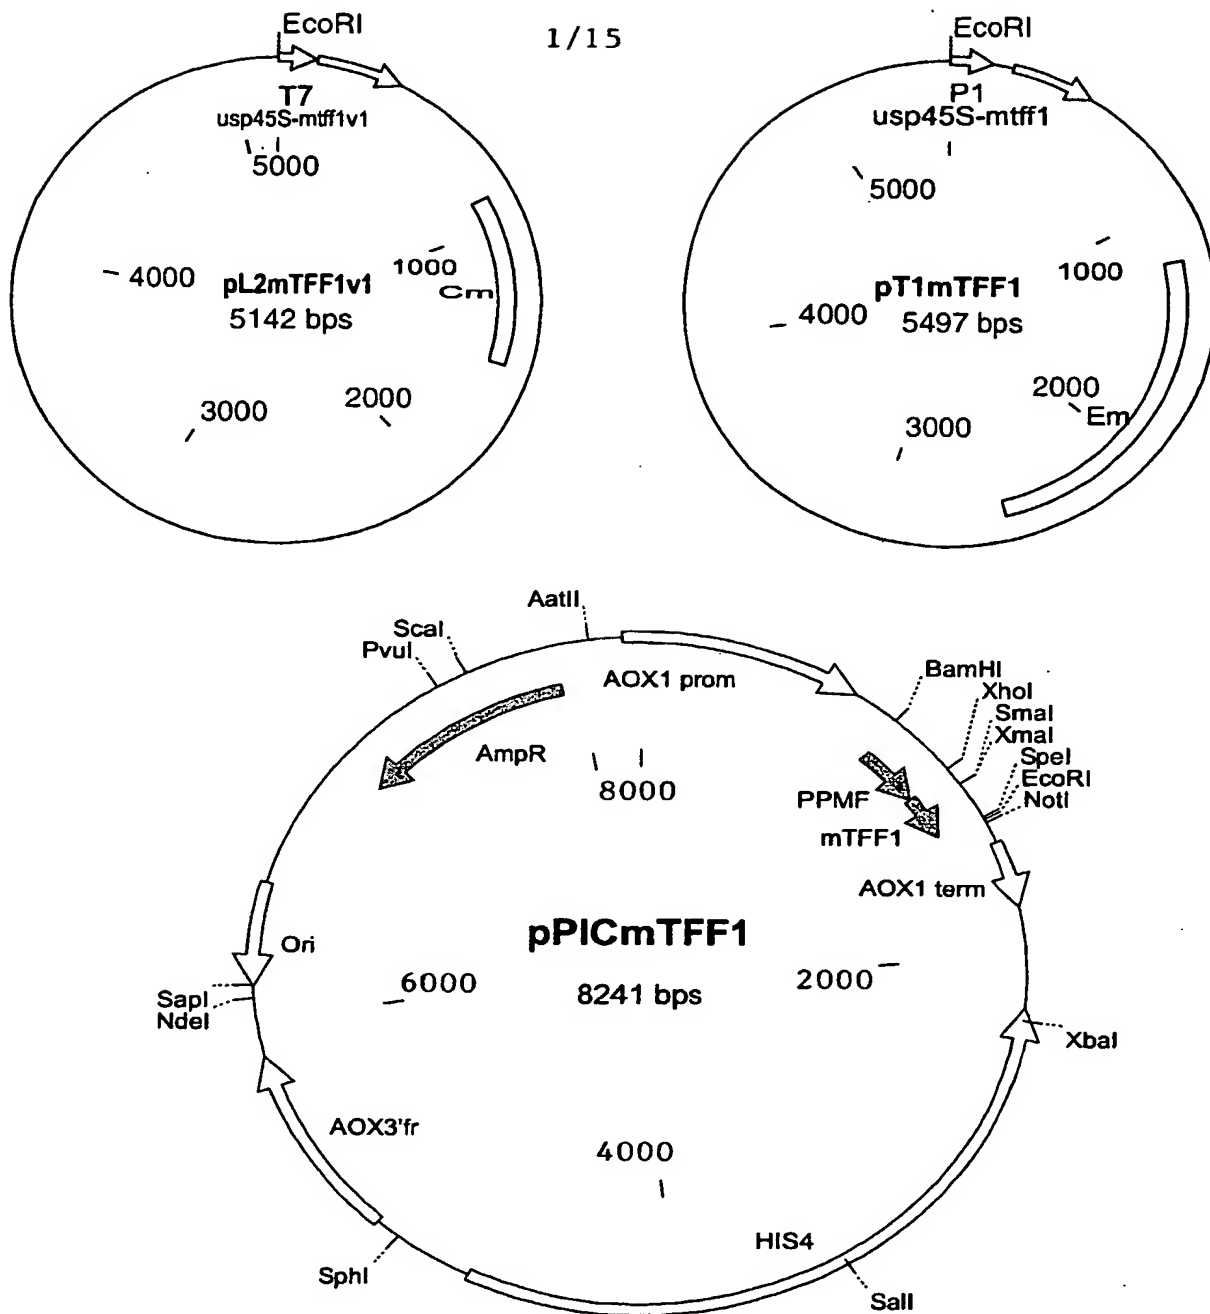 1/15
EcoRI
T7
usp45S-mtff1v1
5000
4000
1000
pL2mTFF1v1
Cm
5142 bps
3000
2000
EcoRI
P1
usp45S-mtff1
5000
1000
pT1mTFF1
4000
5497 bps
2000
Em
3000
AatII
ScaI
PvuI
AOX1 prom
BamHI
XhoI
SmaI
XmaI
SpeI
EcoRI
NotI
AmpR
8000
PPMF
mTFF1
AOX1 term
pPICmTFF1
Ori
6000
2000
8241 bps
SapI
NdeI
XbaI
AOX3'fr
4000
HIS4
SphI
SalI